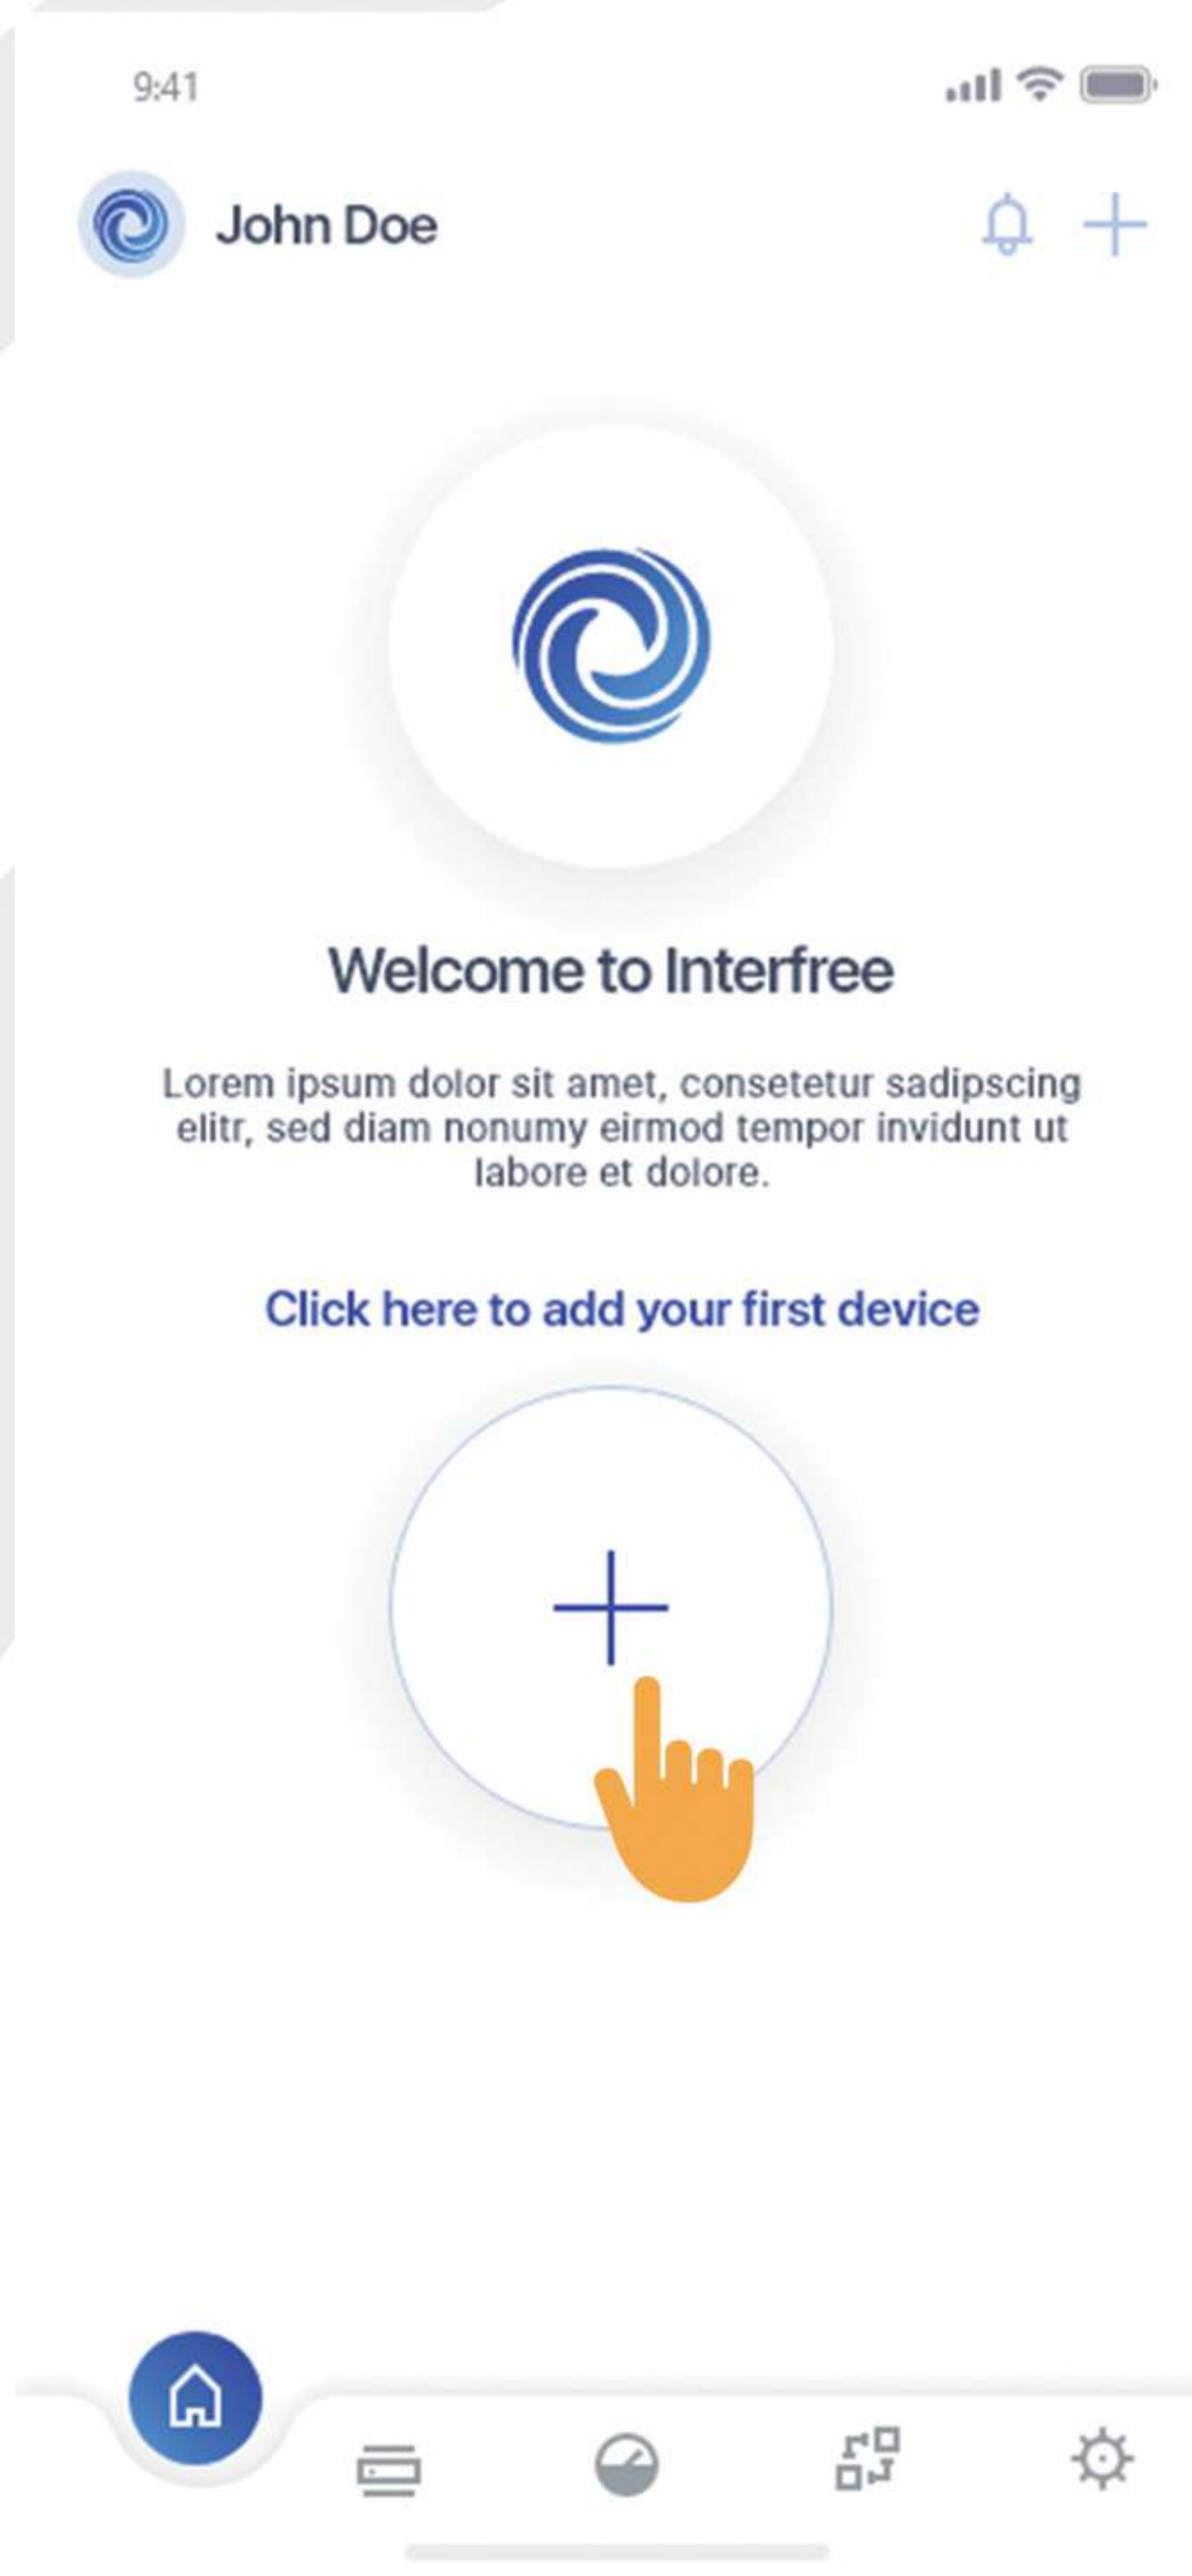 9:41
John Doe
Welcome to Interfree
Lorem ipsum dolor sit amet, consetetur sadipscing
elitr, sed diam nonumy eirmod tempor invidunt ut
labore et dolore.
Click here to add your first device